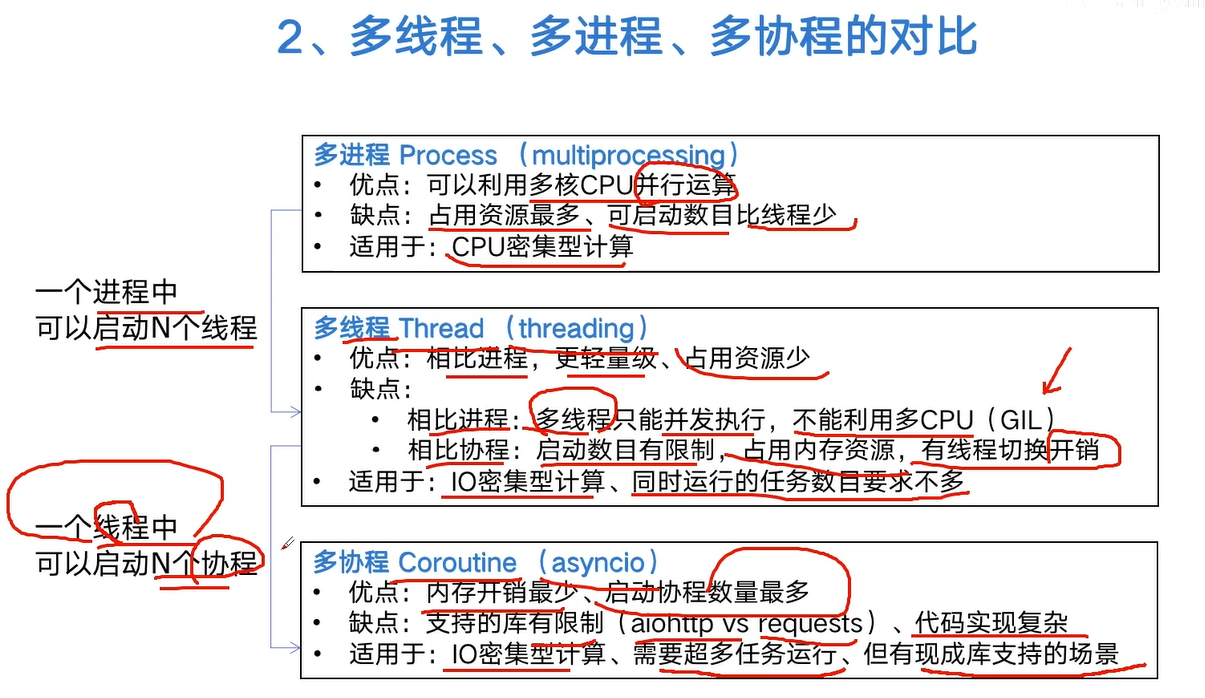 2、多线程、多进程、多协程的对比
多进程 Process （multiprocessing）
• 优点：可以利用多核CPU并行运算
• 缺点：占用资源最多、可启动数目比线程少
• 适用于：CPU密集型计算
一个进程中
可以启动N个线程
多线程 Thread （threading）
• 优点：相比进程，更轻量级、占用资源少
• 缺点：
• 相比进程：多线程只能并发执行，不能利用多CPU（GIL）
• 相比协程：启动数目有限制，占用内存资源，有线程切换开销
• 适用于：IO密集型计算、同时运行的任务数目要求不多
一个线程中
可以启动N个协程
多协程 Coroutine （asyncio）
• 优点：内存开销最少、启动协程数量最多
• 缺点：支持的库有限制（aiohttp vs requests）、代码实现复杂
• 适用于：IO密集型计算、需要超多任务运行、但有现成库支持的场景